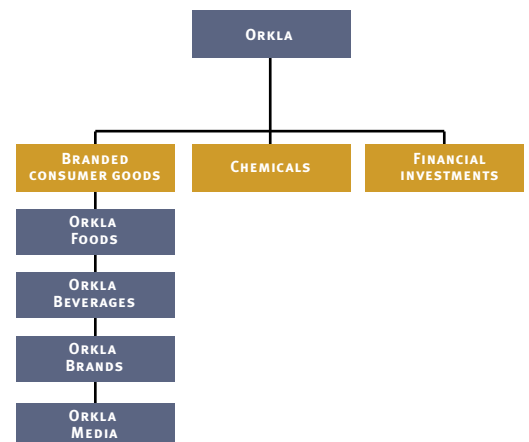 ORKLA
BRANDED
CONSUMER GOODS
CHEMICALS
FINANCIAL
INVESTMENTS
ORKLA
FOODS
ORKLA
BEVERAGES
ORKLA
BRANDS
ORKLA
MEDIA